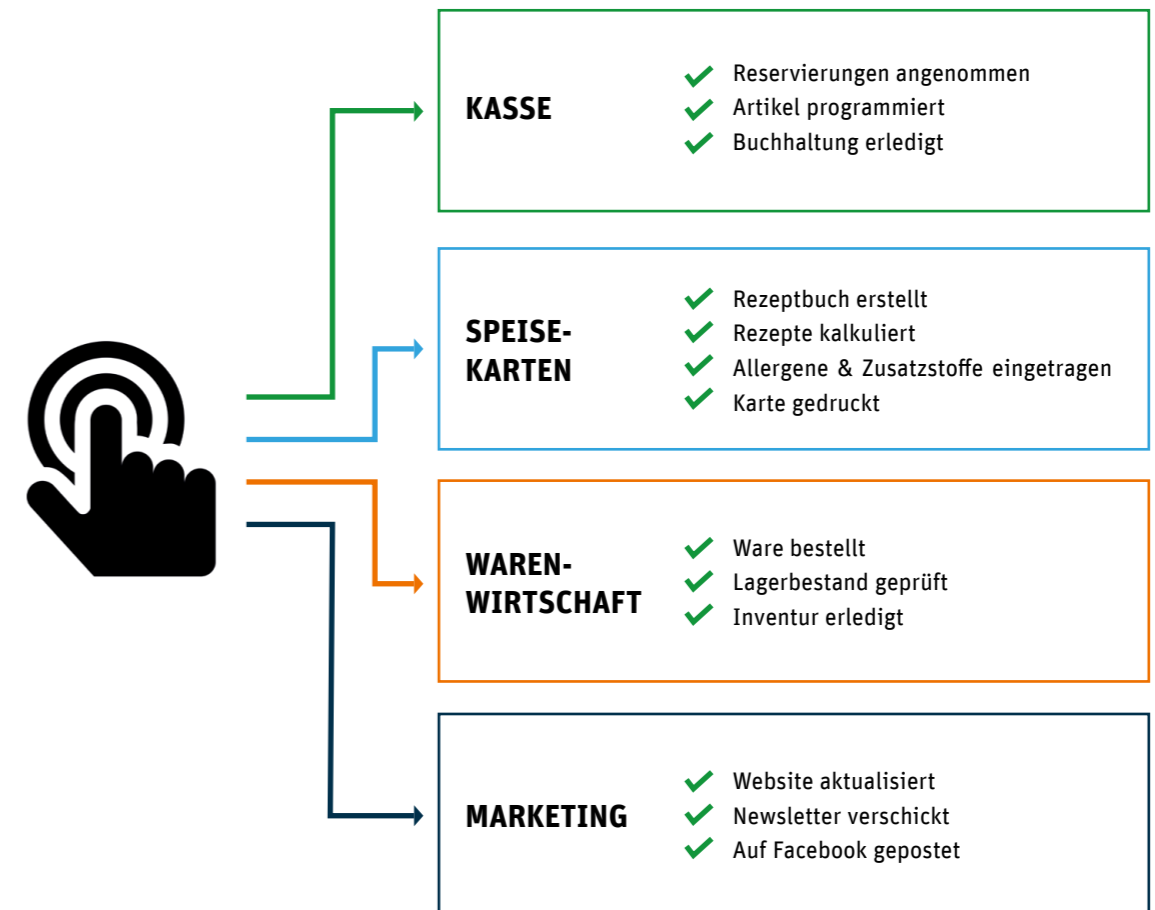 KASSE
Reservierungen angenommen
Artikel programmiert
Buchhaltung erledigt
SPEISE-
KARTEN
Rezeptbuch erstellt
Rezepte kalkuliert
Allergene & Zusatzstoffe eingetragen
Karte gedruckt
WAREN-
WIRTSCHAFT
Ware bestellt
Lagerbestand geprüft
Inventur erledigt
MARKETING
Website aktualisiert
Newsletter verschickt
Auf Facebook gepostet